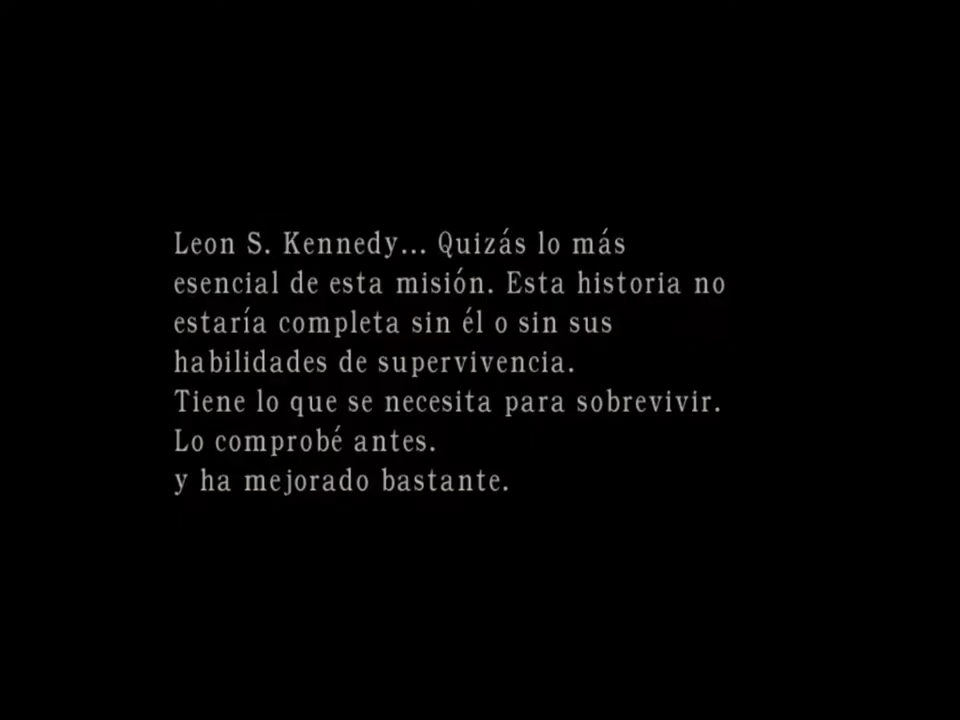 Leon S. Kennedy... Quizás lo más
esencial de esta misión. Esta historia no
estaría completa sin él o sin sus
habilidades de supervivencia.
Tiene lo que se necesita para sobrevivir.
Lo comprobé antes.
y ha mejorado bastante.